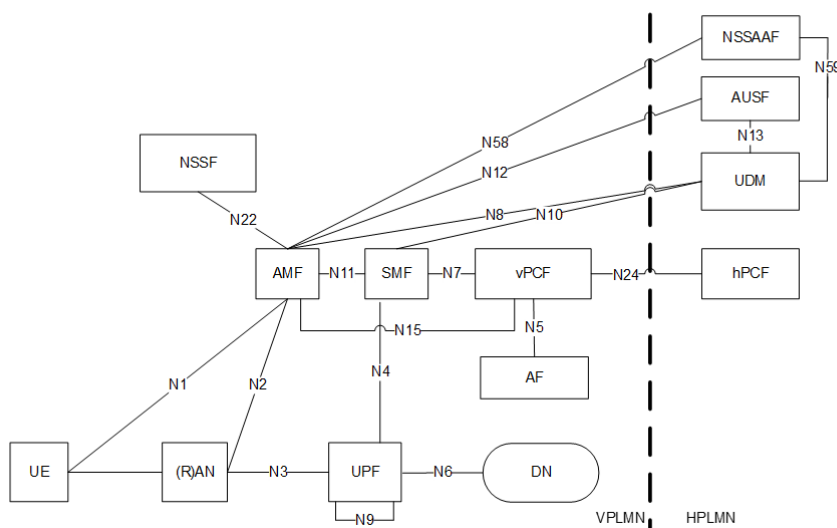 NSSAAF
N59
AUSF
N58
N13
NSSF
N12
UDM
N8
N10
N22
AMF
N11
SMF
N7
vPCF
N24
hPCF
N15
N5
N4
AF
N1
N2
UE
(R)AN
N3
UPF
N6
DN
N9
VPLMN
HPLMN